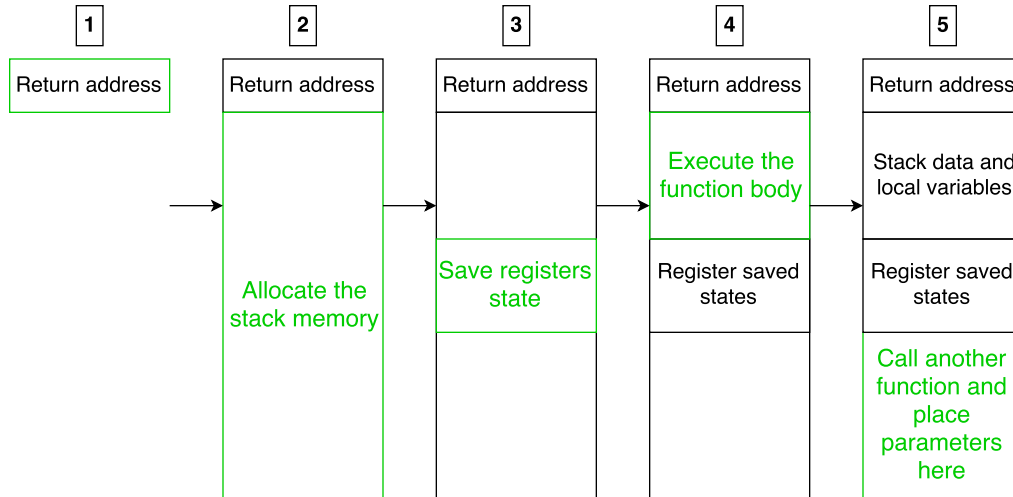 1
2
3
4
5
Return address
Return address
Return address
Return address
Return address
Execute the
function body
Stack data and
local variables
Allocate the
stack memory
Save registers
state
Register saved
states
Register saved
states
Call another
function and
place
parameters
here